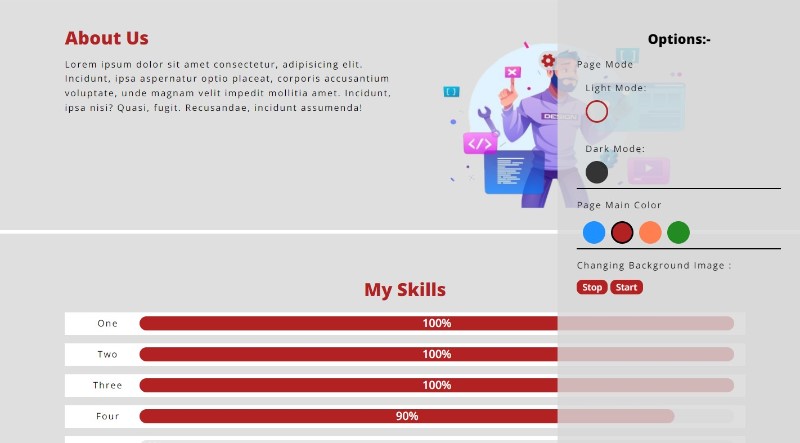 About Us
Lorem ipsum dolor sit amet consectetur, adipisicing elit.
Incidunt, ipsa aspernatur optio placeat, corporis accusantium
voluptate, unde magnam velit impedit mollitia amet. Incidunt,
ipsa nisi? Quasi, fugit. Recusandae, incidunt assumenda!
DESIGN
</>
Options:-
Page Mode
Light Mode:
Dark Mode:
Page Main Color
Changing Background Image :
Stop Start
My Skills
One 100%
Two 100%
Three 100%
Four 90%